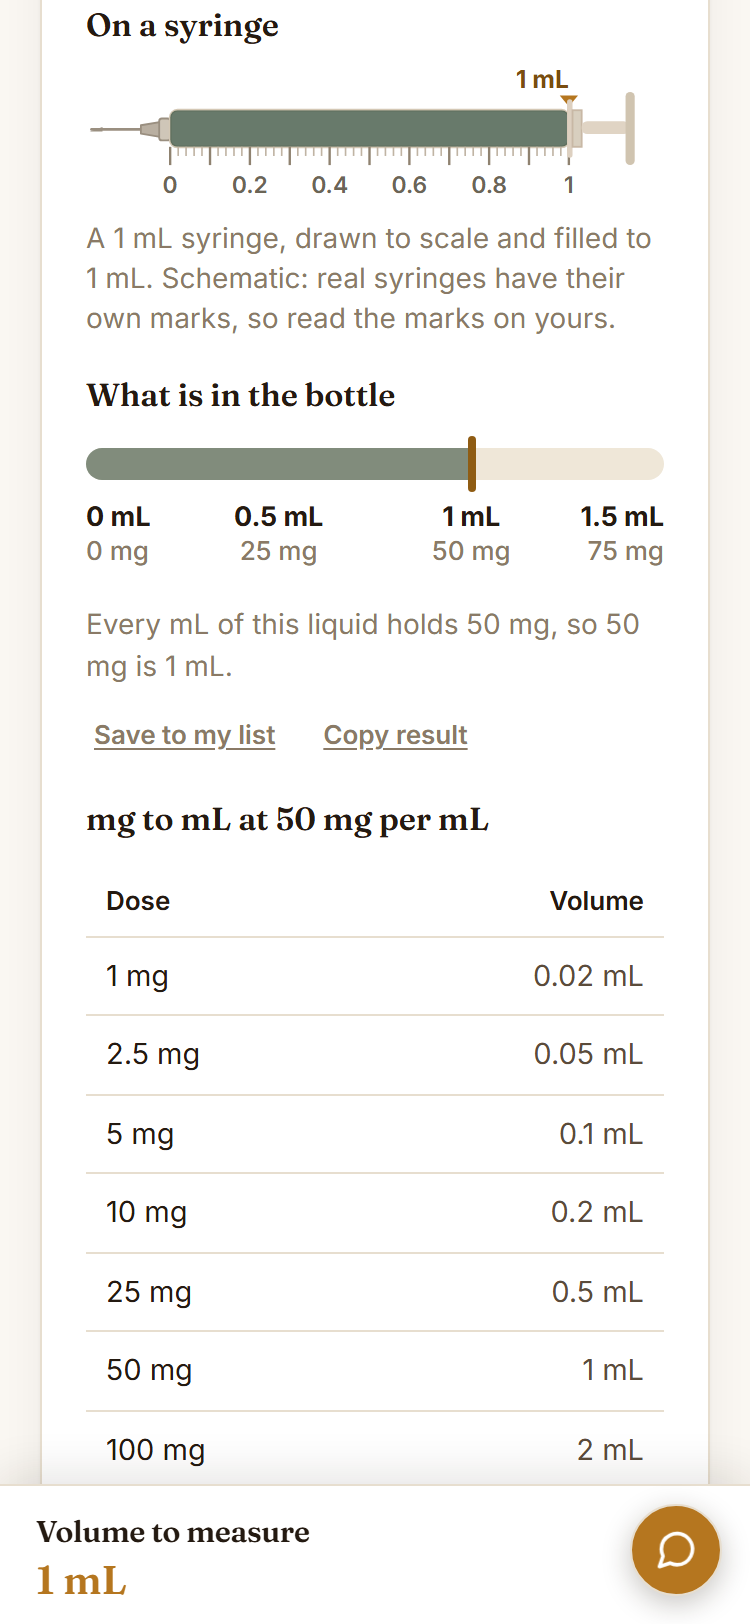 On a syringe
1 mL
0 0.2 0.4 0.6 0.8 1
A 1 mL syringe, drawn to scale and filled to
1 mL. Schematic: real syringes have their
own marks, so read the marks on yours.
What is in the bottle
0 mL 0.5 mL 1 mL 1.5 mL
0 mg 25 mg 50 mg 75 mg
Every mL of this liquid holds 50 mg, so 50
mg is 1 mL.
Save to my list Copy result
mg to mL at 50 mg per mL
Dose Volume
1 mg 0.02 mL
2.5 mg 0.05 mL
5 mg 0.1 mL
10 mg 0.2 mL
25 mg 0.5 mL
50 mg 1 mL
100 mg 2 mL
Volume to measure
1 mL